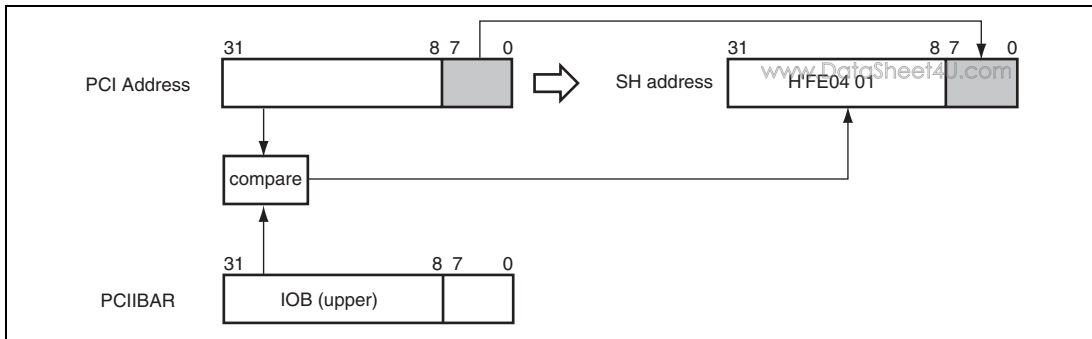 31 8 7 0
PCI Address
31 8 7 0
SH address
www.DataSheet4U.com
H'FE04 01
compare
31 8 7 0
PCIIBAR
IOB (upper)